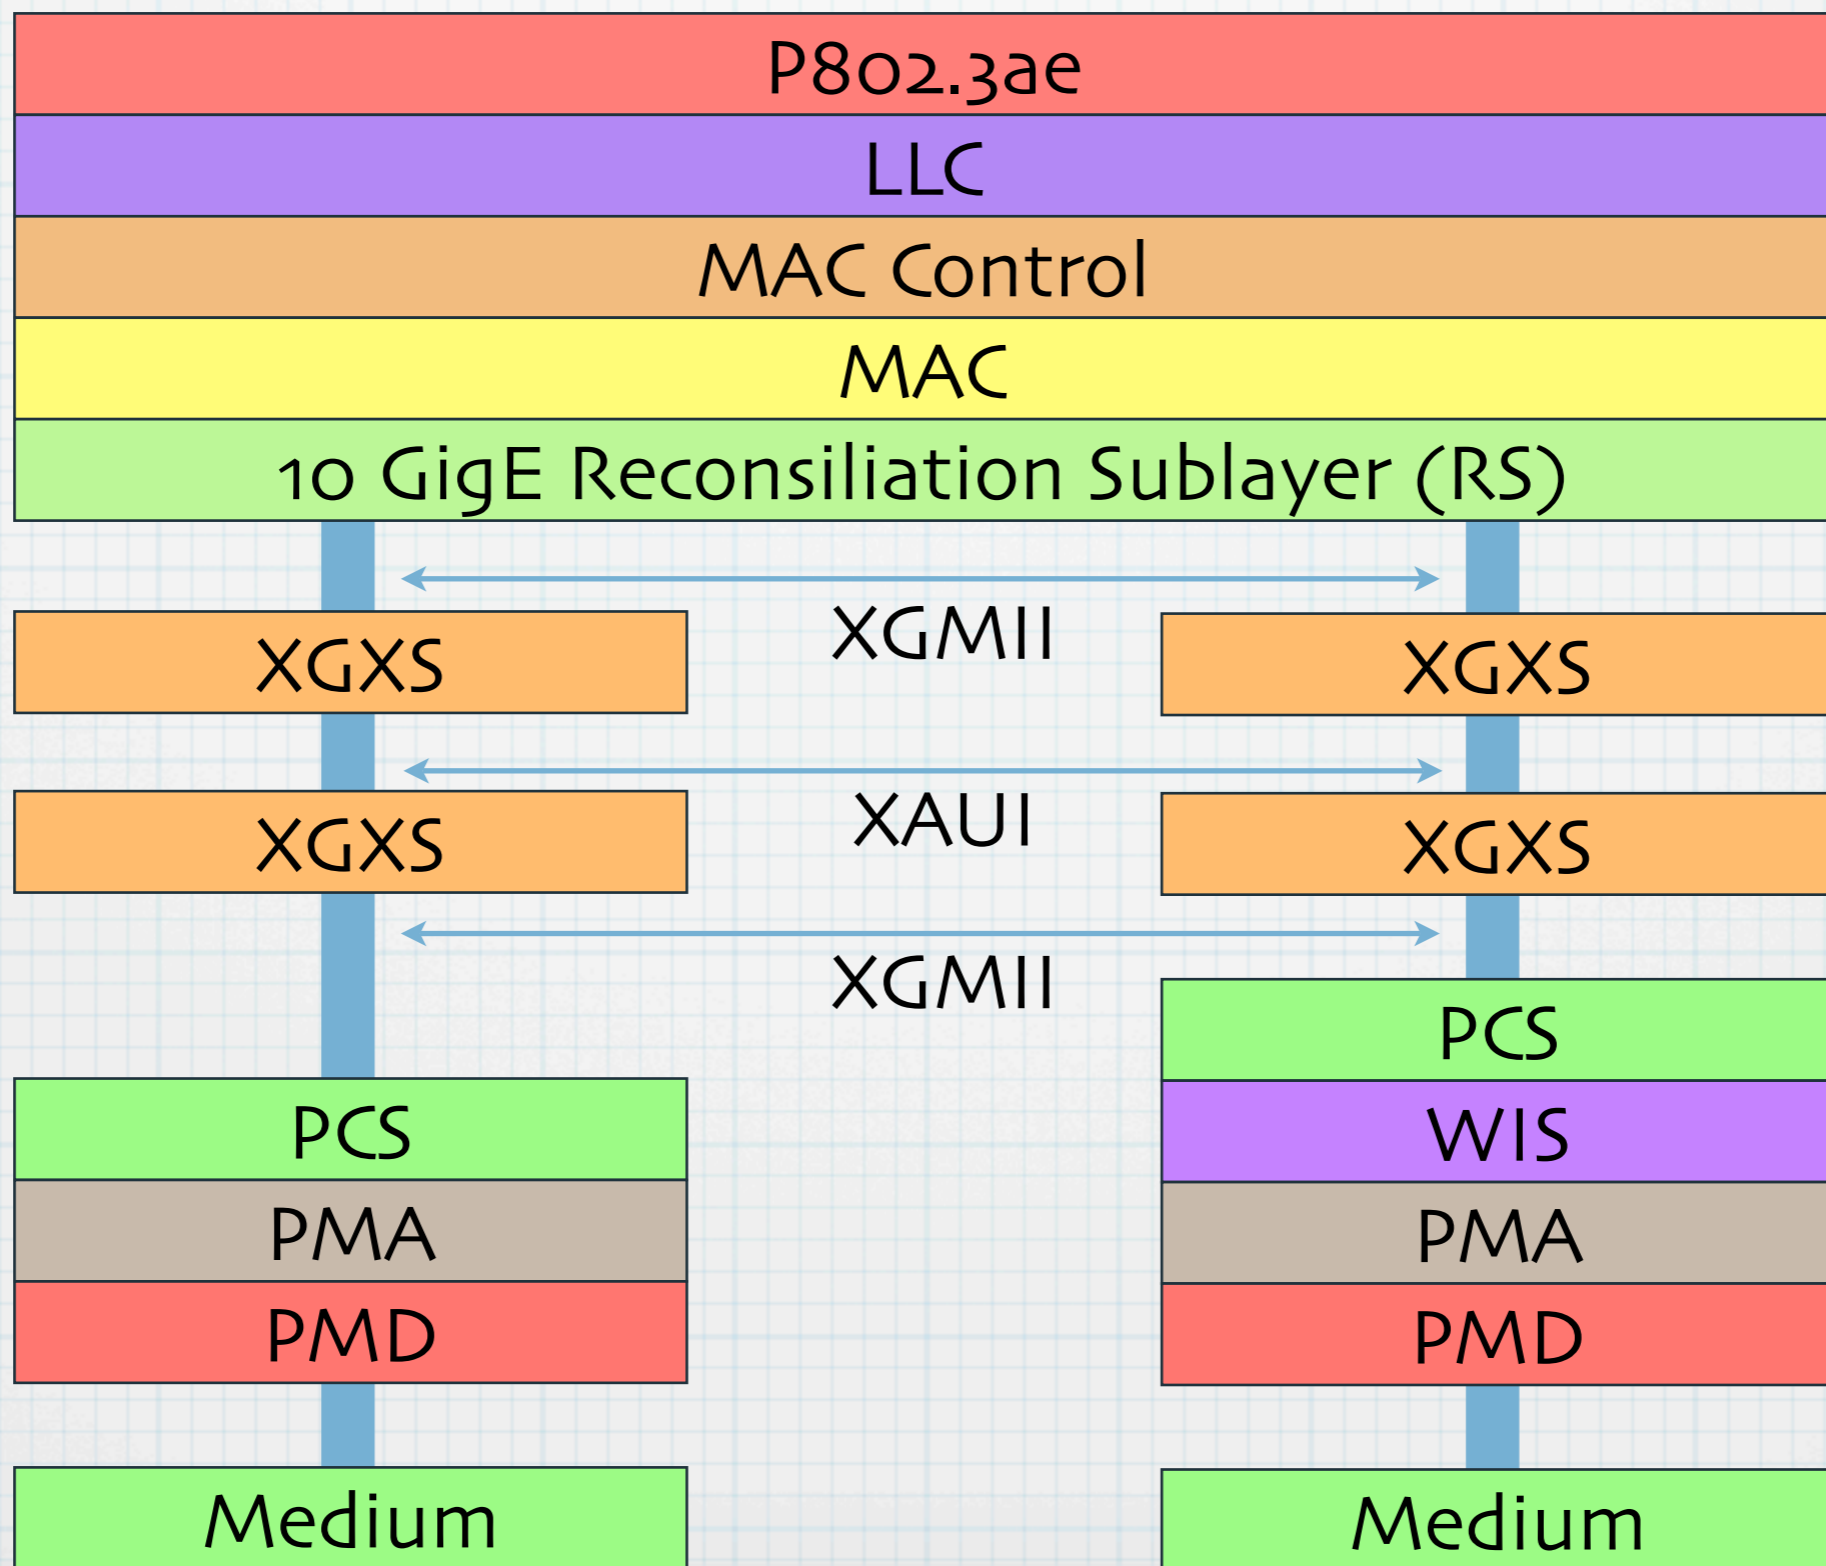 P802.3ae
LLC
MAC Control
MAC
10 GigE Reconsiliation Sublayer (RS)
XGMII
XGXS
XGXS
XAUI
XGXS
XGXS
XGMII
PCS
PCS
WIS
PMA
PMA
PMD
PMD
Medium
Medium